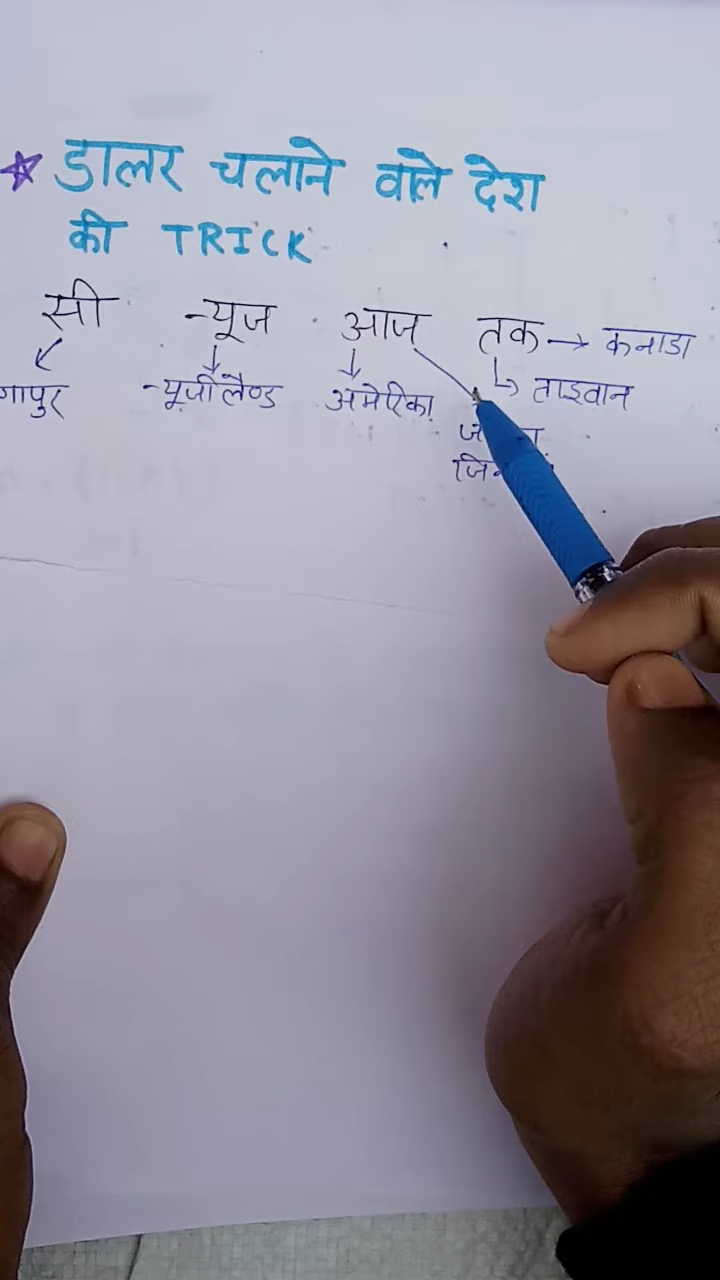 डालर चलाने वाले देश
की TRICK
सी न्यूज आज तक → कनाडा
गापुर न्यूजीलैण्ड अमेरिका ताइवान